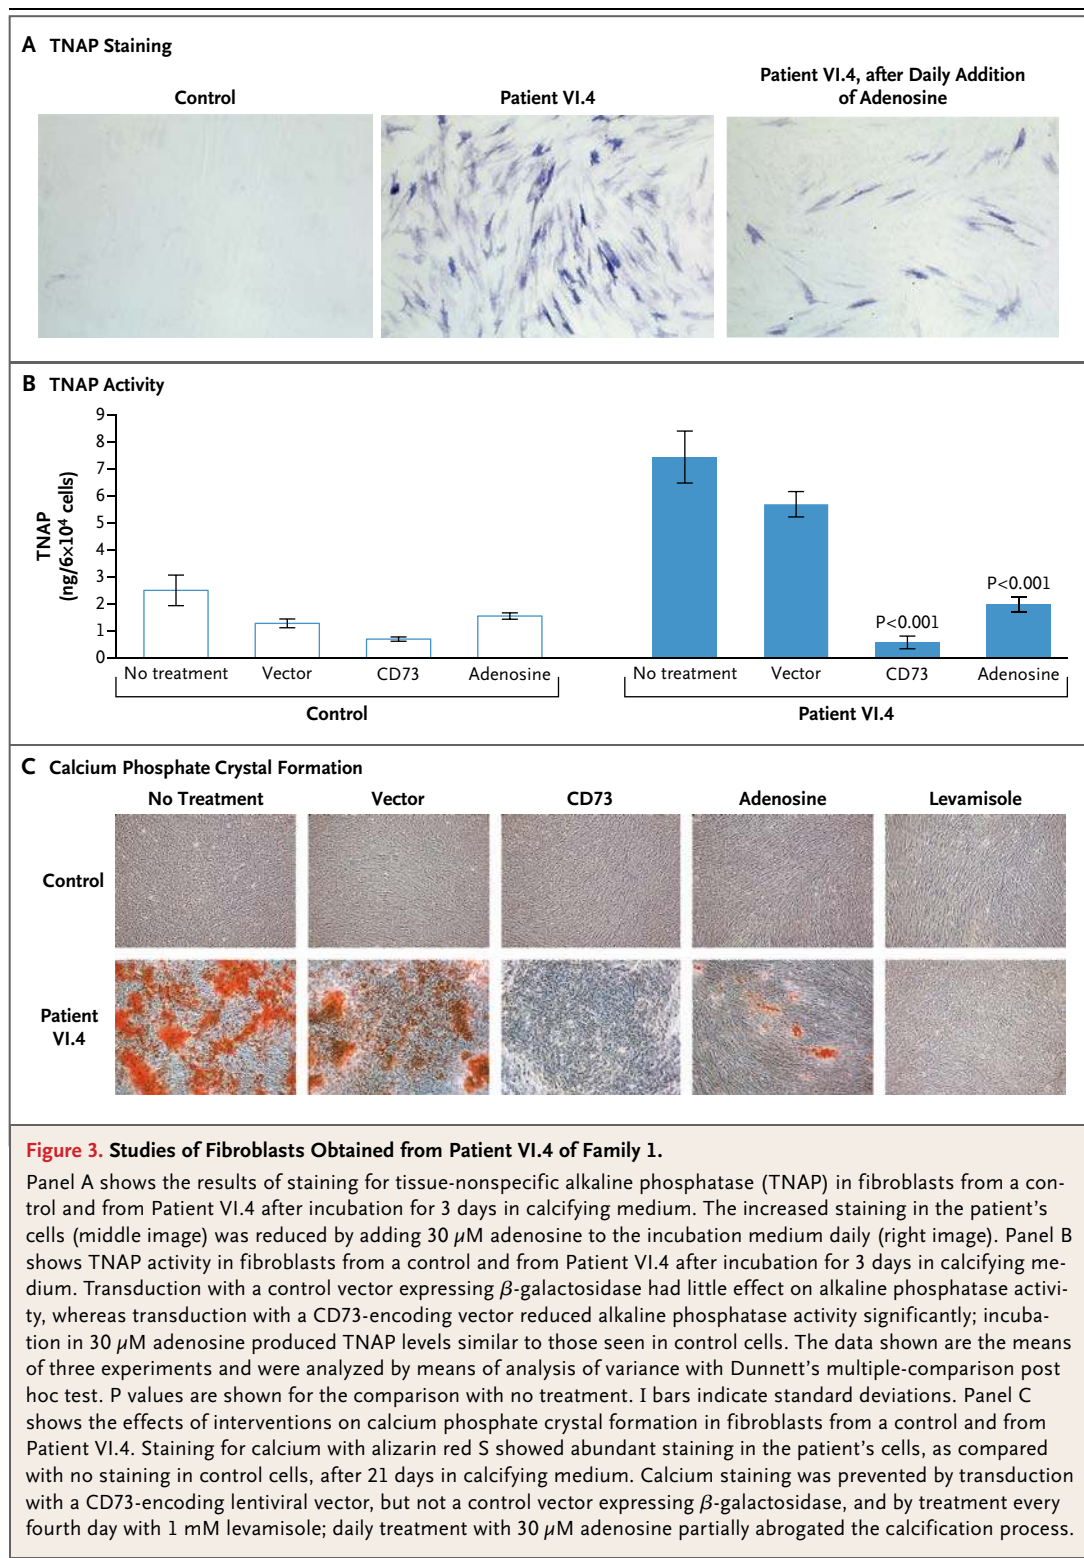 A TNAP Staining
Control
Patient VI.4
Patient VI.4, after Daily Addition
of Adenosine
B TNAP Activity
TNAP
(ng/6×10⁴ cells)
9
8
7
6
5
4
3
2
1
0
P<0.001
P<0.001
No treatment Vector CD73 Adenosine No treatment Vector CD73 Adenosine
Control Patient VI.4
C Calcium Phosphate Crystal Formation
No Treatment Vector CD73 Adenosine Levamisole
Control
Patient
VI.4
Figure 3. Studies of Fibroblasts Obtained from Patient VI.4 of Family 1.
Panel A shows the results of staining for tissue-nonspecific alkaline phosphatase (TNAP) in fibroblasts from a con-
trol and from Patient VI.4 after incubation for 3 days in calcifying medium. The increased staining in the patient's
cells (middle image) was reduced by adding 30 μM adenosine to the incubation medium daily (right image). Panel B
shows TNAP activity in fibroblasts from a control and from Patient VI.4 after incubation for 3 days in calcifying me-
dium. Transduction with a control vector expressing β-galactosidase had little effect on alkaline phosphatase activi-
ty, whereas transduction with a CD73-encoding vector reduced alkaline phosphatase activity significantly; incuba-
tion in 30 μM adenosine produced TNAP levels similar to those seen in control cells. The data shown are the means
of three experiments and were analyzed by means of analysis of variance with Dunnett's multiple-comparison post
hoc test. P values are shown for the comparison with no treatment. I bars indicate standard deviations. Panel C
shows the effects of interventions on calcium phosphate crystal formation in fibroblasts from a control and from
Patient VI.4. Staining for calcium with alizarin red S showed abundant staining in the patient's cells, as compared
with no staining in control cells, after 21 days in calcifying medium. Calcium staining was prevented by transduction
with a CD73-encoding lentiviral vector, but not a control vector expressing β-galactosidase, and by treatment every
fourth day with 1 mM levamisole; daily treatment with 30 μM adenosine partially abrogated the calcification process.